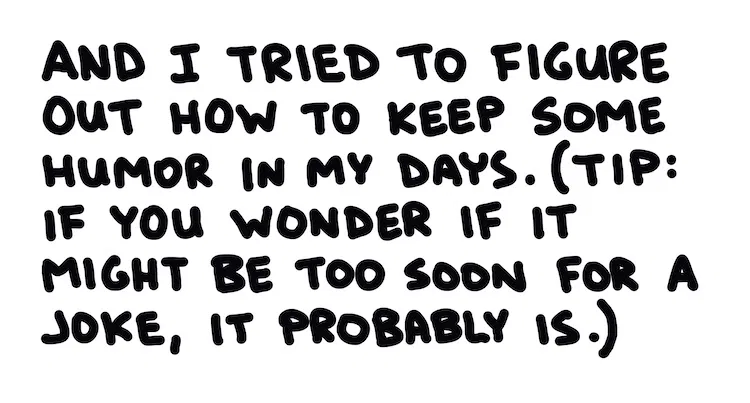 AND I TRIED TO FIGURE
OUT HOW TO KEEP SOME
HUMOR IN MY DAYS. (TIP:
IF YOU WONDER IF IT
MIGHT BE TOO SOON FOR A
JOKE, IT PROBABLY IS.)